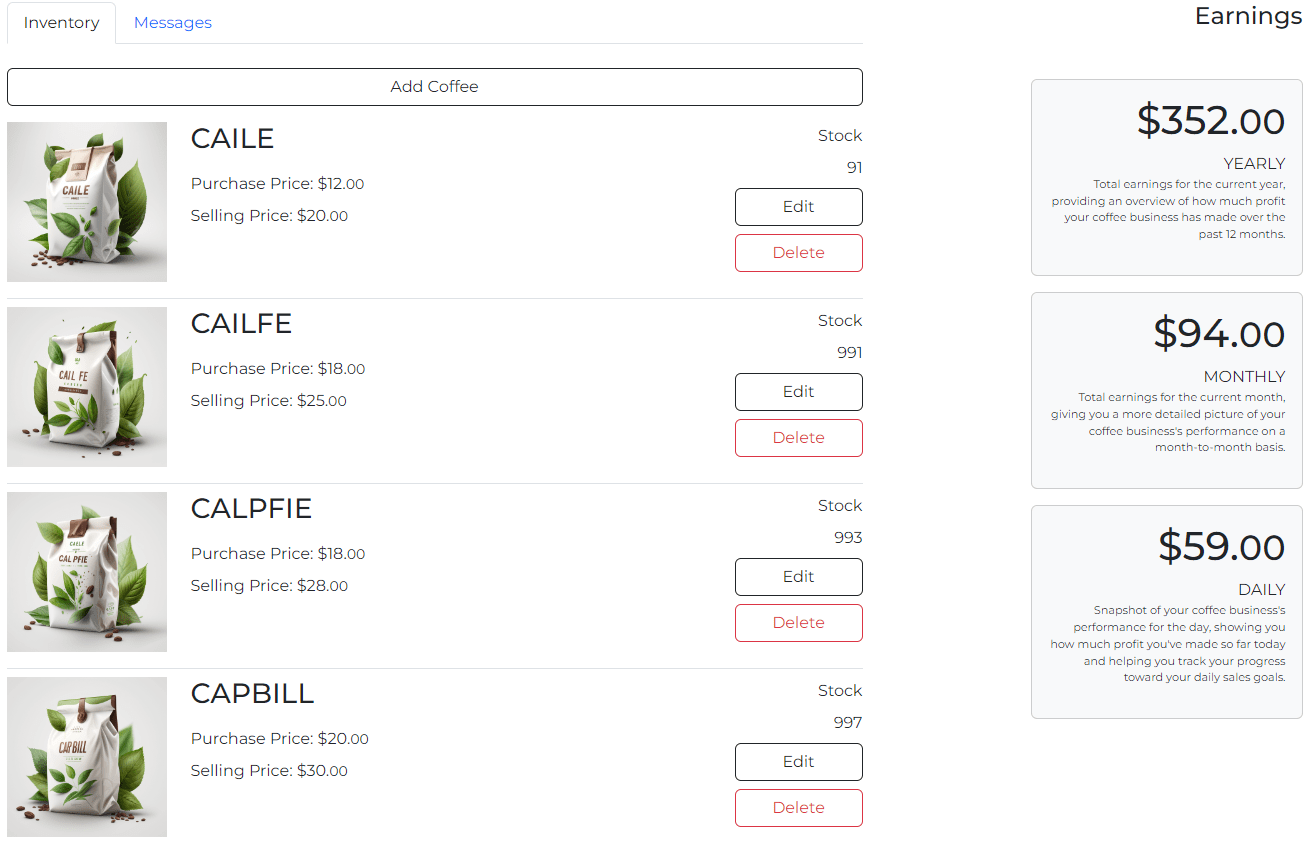 Inventory
Messages
Add Coffee
CAILE
CAILE
Purchase Price: $12.00
Selling Price: $20.00
Stock
91
Edit
Delete
CAIL FE
CAILFE
Purchase Price: $18.00
Selling Price: $25.00
Stock
991
Edit
Delete
CAL PFIE
CALPFIE
Purchase Price: $18.00
Selling Price: $28.00
Stock
993
Edit
Delete
CAP BILL
CAPBILL
Purchase Price: $20.00
Selling Price: $30.00
Stock
997
Edit
Delete
Earnings
$352.00
YEARLY
Total earnings for the current year,
providing an overview of how much profit
your coffee business has made over the
past 12 months.
$94.00
MONTHLY
Total earnings for the current month,
giving you a more detailed picture of your
coffee business's performance on a
month-to-month basis.
$59.00
DAILY
Snapshot of your coffee business's
performance for the day, showing you
how much profit you've made so far today
and helping you track your progress
toward your daily sales goals.